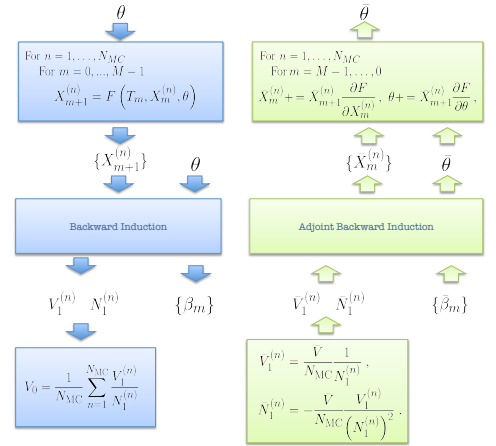 θ
For n = 1, . . . , N_MC
For m = 0, ..., M − 1
X_{m+1}^{(n)} = F ( T_m, X_m^{(n)}, θ )
{X_{m+1}^{(n)}}
θ
Backward Induction
V_1^{(n)} N_1^{(n)}
{β_m}
V_0 = \frac{1}{N_MC} \sum_{n=1}^{N_MC} \frac{V_1^{(n)}}{N_1^{(n)}}
θ̄
For n = 1, . . . , N_MC
For m = M − 1, . . . , 0
X̄_m^{(n)} += X̄_{m+1}^{(n)} \frac{∂F}{∂X_m^{(n)}} , θ̄ += X̄_{m+1}^{(n)} \frac{∂F}{∂θ} ,
{X̄_m^{(n)}}
θ̄
Adjoint Backward Induction
V̄_1^{(n)} N̄_1^{(n)}
{β̄_m}
V̄_1^{(n)} = \frac{V̄}{N_MC} \frac{1}{N_1^{(n)}} ,
N̄_1^{(n)} = − \frac{V̄}{N_MC} \frac{V_1^{(n)}}{(N_1^{(n)})^2} .